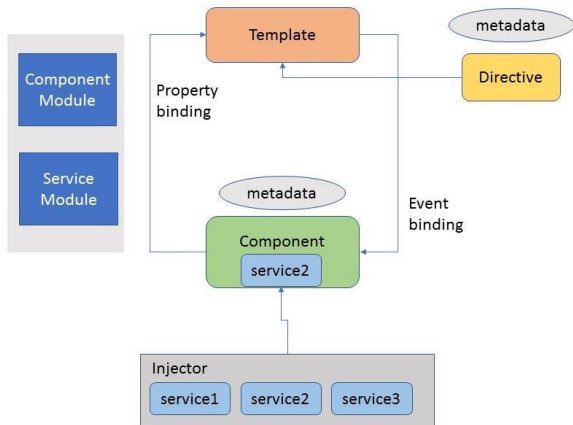 metadata
Template
Directive
Component
Module
Property
binding
Service
Module
metadata
Event
binding
Component
service2
Injector
service1 service2 service3